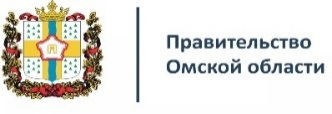 Правительство
Омской области